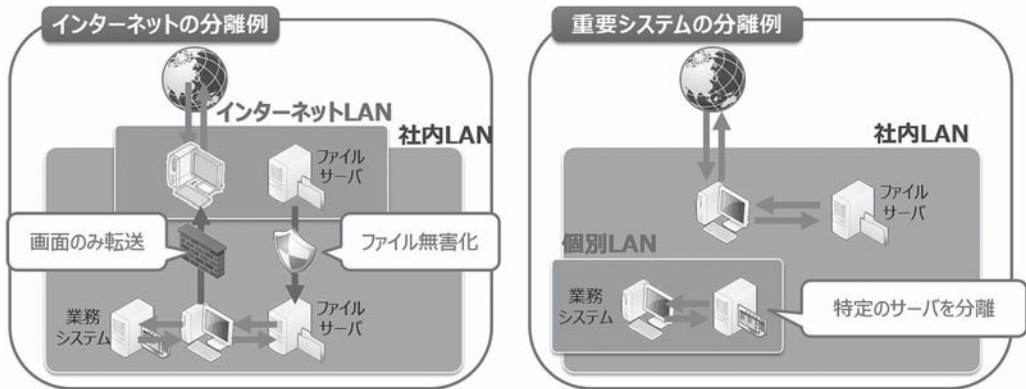 インターネットの分離例
インターネットLAN
社内LAN
ファイル
サーバ
画面のみ転送
ファイル無害化
業務
システム
ファイル
サーバ
重要システムの分離例
社内LAN
ファイル
サーバ
個別LAN
業務
システム
特定のサーバを分離